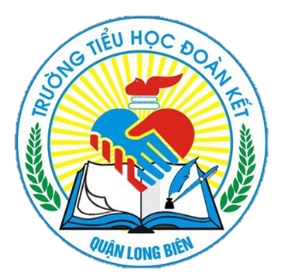 TRƯỜNG TIỂU HỌC ĐOÀN KẾT
QUẬN LONG BIÊN